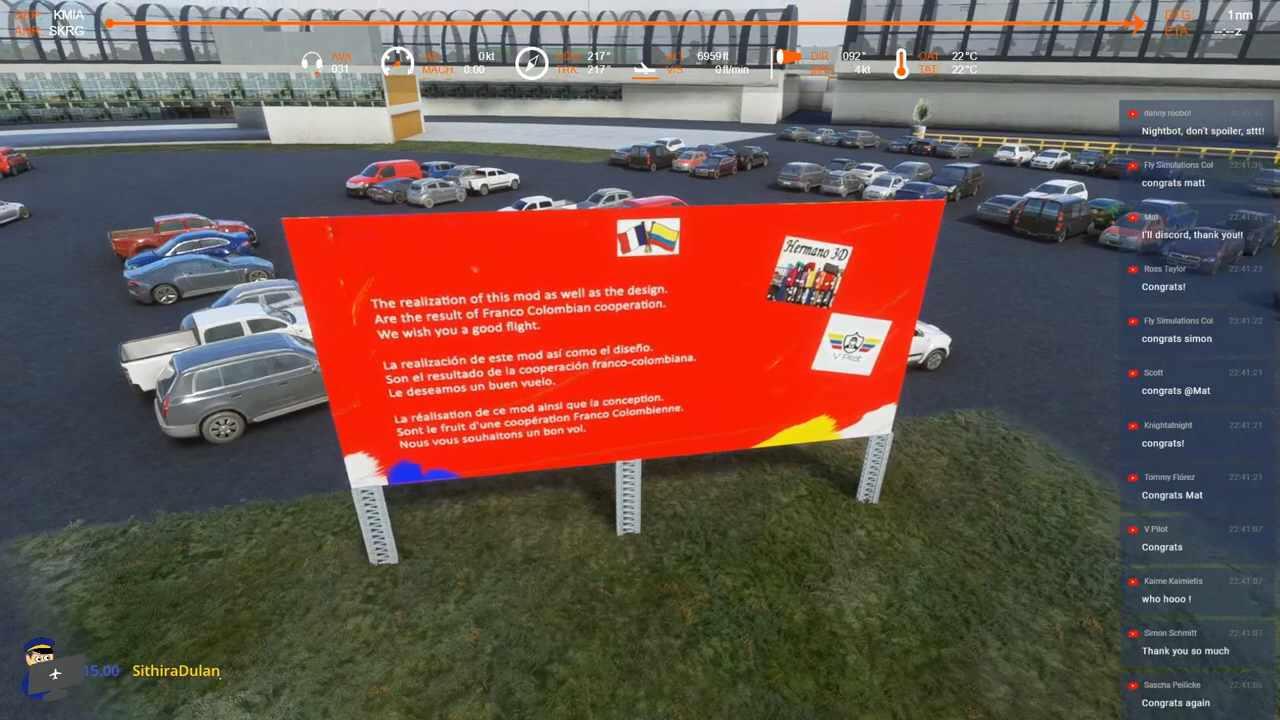 KMIA
SKRG
1nm
--:--z
AVA
031
0kt
MACH 0.00
217°
TRK 217°
6959ft
V/S 0ft/min
DIR 092°
4kt
OAT 22°C
TAT 22°C
Hermano 3D
V Pilot
The realization of this mod as well as the design.
Are the result of Franco Colombian cooperation.
We wish you a good flight.
La realización de este mod así como el diseño.
Son el resultado de la cooperación franco-colombiana.
Le deseamos un buen vuelo.
La réalisation de ce mod ainsi que la conception.
Sont le fruit d'une coopération Franco Colombienne.
Nous vous souhaitons un bon vol.
danny roobol
Nightbot, don't spoiler, sttt!
Fly Simulations Col
congrats matt
Mat
I'll discord, thank you!!
Ross Taylor 22:41:22
Congrats!
Fly Simulations Col 22:41:22
congrats simon
Scott 22:41:21
congrats @Mat
Knightatnight 22:41:21
congrats!
Tommy Flórez 22:41:21
Congrats Mat
V Pilot 22:41:07
Congrats
Kaime Kaimietis 22:41:07
who hooo !
Simon Schmitt 22:41:07
Thank you so much
Sascha Peilicke 22:41:06
Congrats again
15.00 SithiraDulan